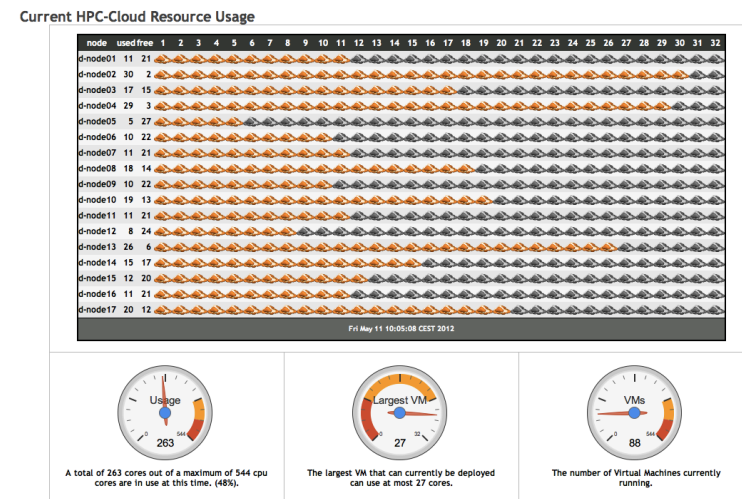 Current HPC-Cloud Resource Usage
node used free 1 2 3 4 5 6 7 8 9 10 11 12 13 14 15 16 17 18 19 20 21 22 23 24 25 26 27 28 29 30 31 32
d-node01 11 21
d-node02 30 2
d-node03 17 15
d-node04 29 3
d-node05 5 27
d-node06 10 22
d-node07 11 21
d-node08 18 14
d-node09 10 22
d-node10 19 13
d-node11 11 21
d-node12 8 24
d-node13 26 6
d-node14 15 17
d-node15 12 20
d-node16 11 21
d-node17 20 12
Fri May 11 10:05:08 CEST 2012
Usage
0 544
263
A total of 263 cores out of a maximum of 544 cpu
cores are in use at this time. (48%).
Largest VM
0 32
27
The largest VM that can currently be deployed
can use at most 27 cores.
VMs
0 544
88
The number of Virtual Machines currently
running.